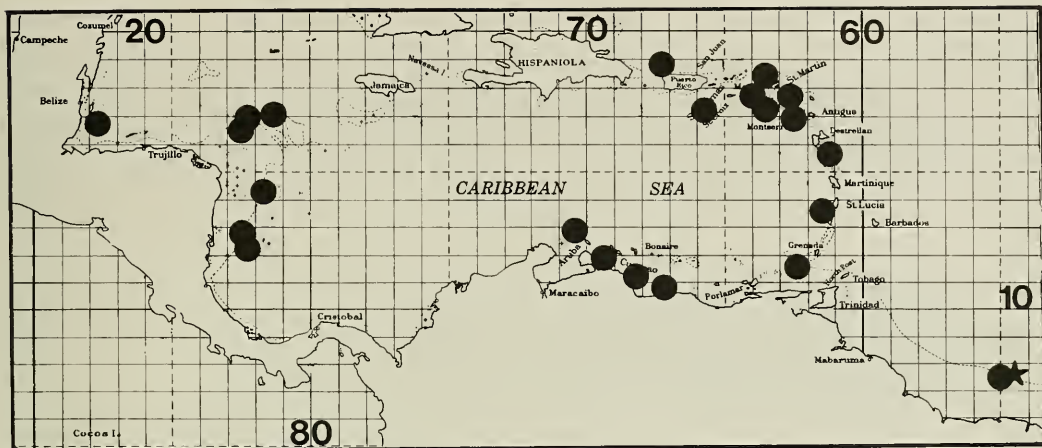 Cozumel
Campeche
20
70
60
HISPANIOLA
Navassa I.
San Juan
Puerto Rico
St. Martin
Jamaica
Belize
Antigua
Destrellan
Trujillo
CARIBBEAN SEA
Martinique
St. Lucia
Barbados
Aruba
Bonaire
Grenada
Maracaibo
Porlamar
Tobago
Trinidad
10
Cristobal
Mabaruma
Cocos I.
80